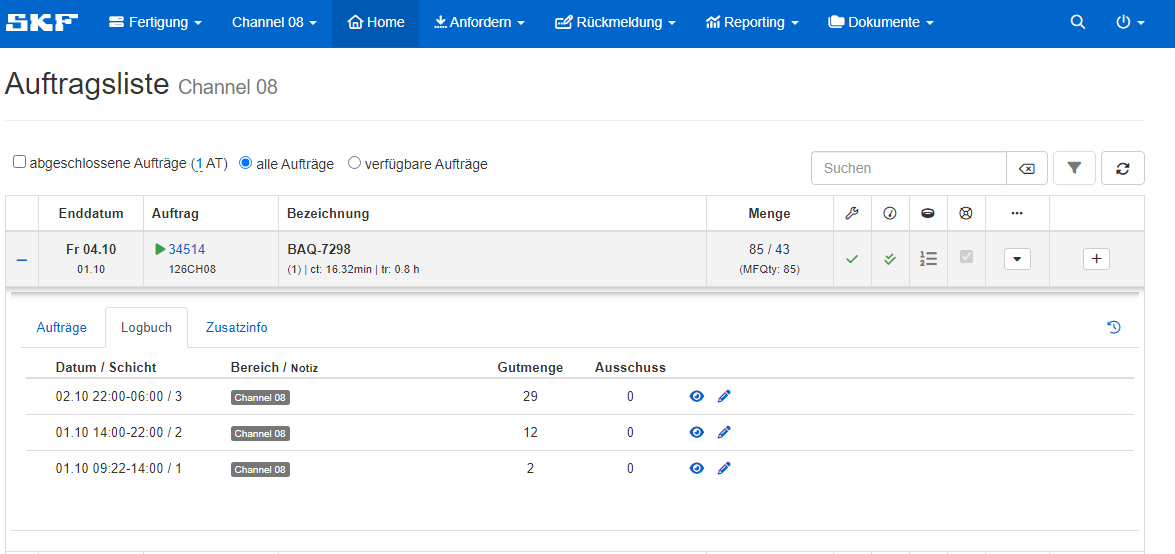 SKF Fertigung Channel 08 Home Anfordern Rückmeldung Reporting Dokumente
Auftragsliste Channel 08
abgeschlossene Aufträge (1 AT) alle Aufträge verfügbare Aufträge Suchen
Enddatum Auftrag Bezeichnung Menge
Fr 04.10 34514 BAQ-7298 85 / 43
01.10 126CH08 (1) | ct: 16.32min | tr: 0.8 h (MFQty: 85)
Aufträge Logbuch Zusatzinfo
Datum / Schicht Bereich / Notiz Gutmenge Ausschuss
02.10 22:00-06:00 / 3 Channel 08 29 0
01.10 14:00-22:00 / 2 Channel 08 12 0
01.10 09:22-14:00 / 1 Channel 08 2 0